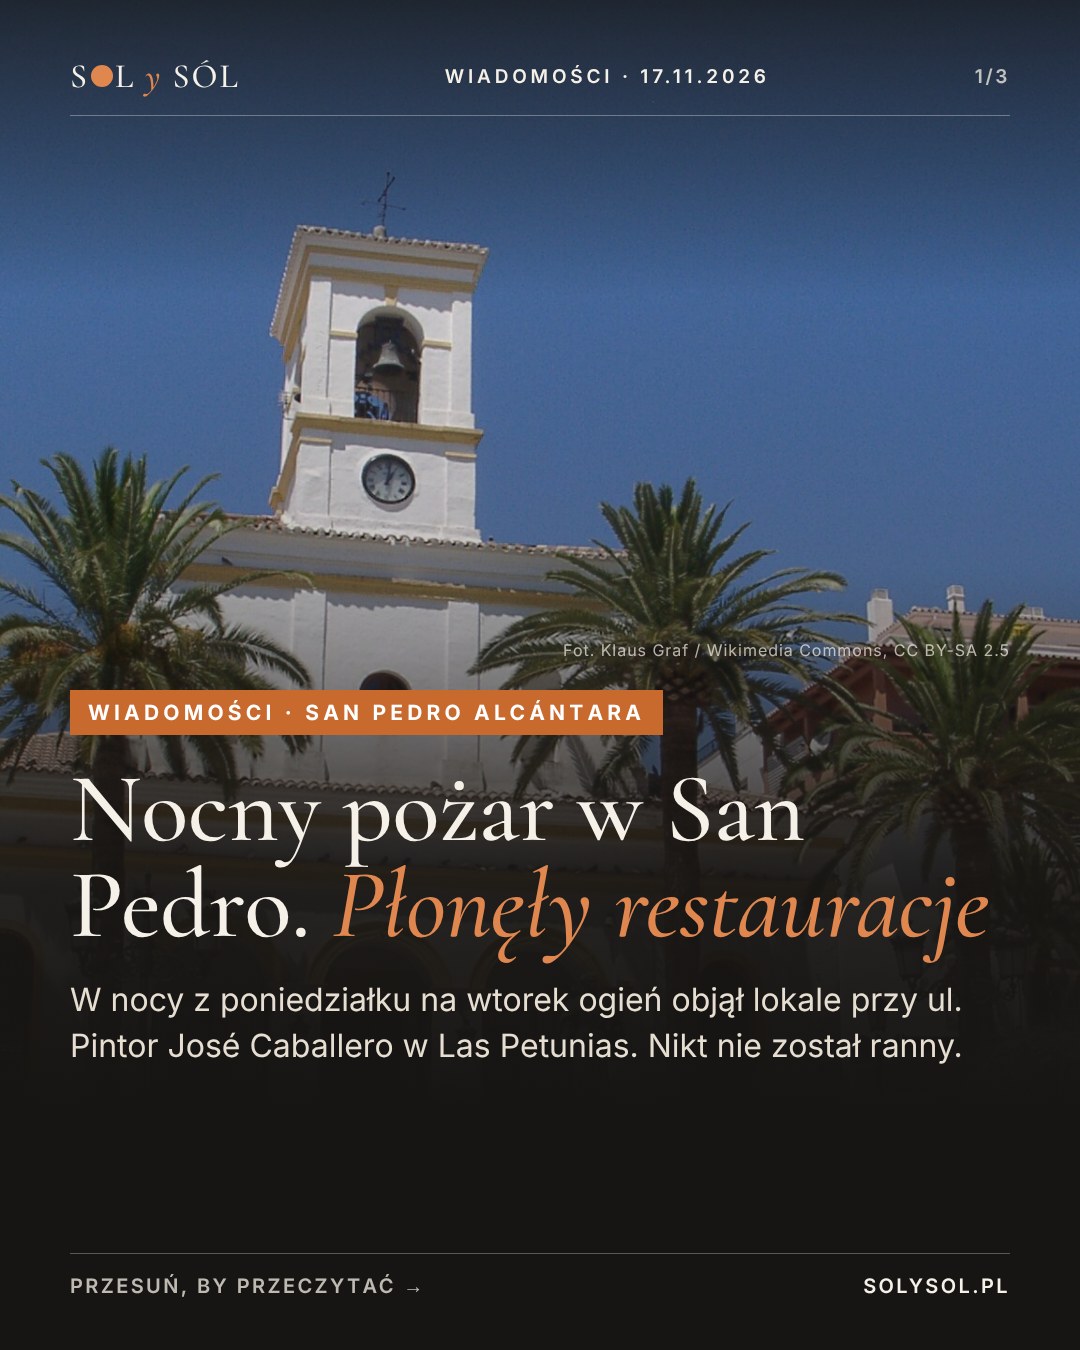 SOL y SÓL
WIADOMOŚCI · 17.11.2026
1/3
Fot. Klaus Graf / Wikimedia Commons, CC BY-SA 2.5
WIADOMOŚCI · SAN PEDRO ALCÁNTARA
Nocny pożar w San
Pedro. Płonęły restauracje
W nocy z poniedziałku na wtorek ogień objął lokale przy ul.
Pintor José Caballero w Las Petunias. Nikt nie został ranny.
PRZESUŃ, BY PRZECZYTAĆ →
SOLYSOL.PL